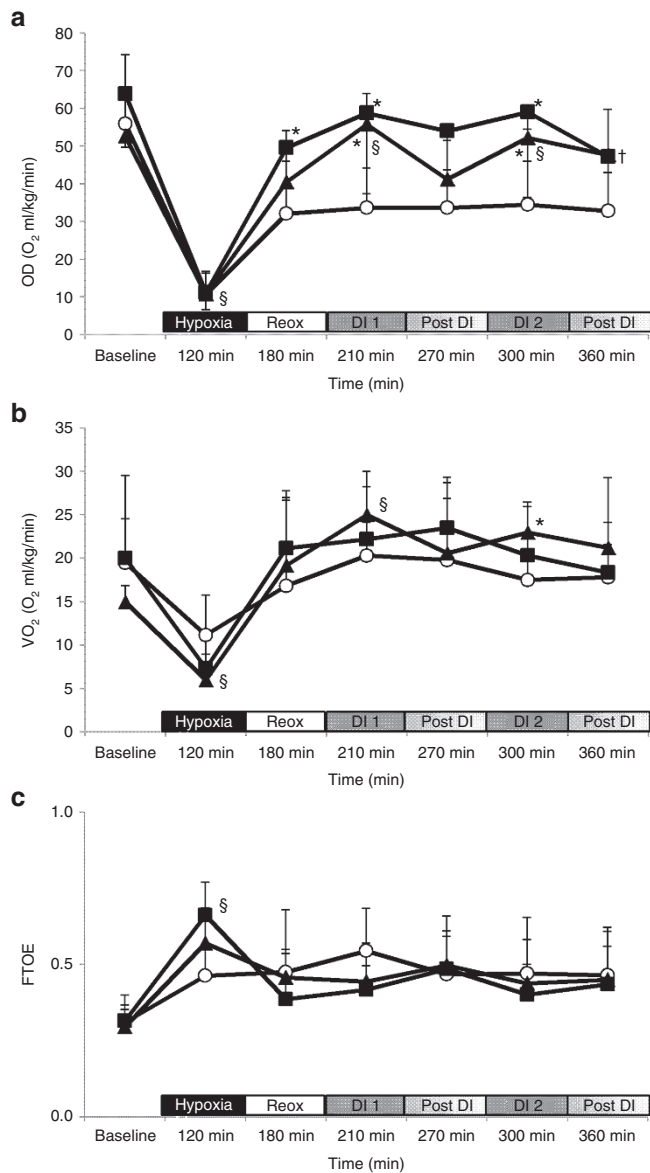 a
80
70
60
50
40
30
20
10
0
OD (O₂ ml/kg/min)
* * *
* § * §
†
§
Hypoxia Reox DI 1 Post DI DI 2 Post DI
Baseline 120 min 180 min 210 min 270 min 300 min 360 min
Time (min)
b
35
30
25
20
15
10
5
0
VO₂ (O₂ ml/kg/min)
§
*
§
Hypoxia Reox DI 1 Post DI DI 2 Post DI
Baseline 120 min 180 min 210 min 270 min 300 min 360 min
Time (min)
c
1.0
0.5
0.0
FTOE
§
Hypoxia Reox DI 1 Post DI DI 2 Post DI
Baseline 120 min 180 min 210 min 270 min 300 min 360 min
Time (min)